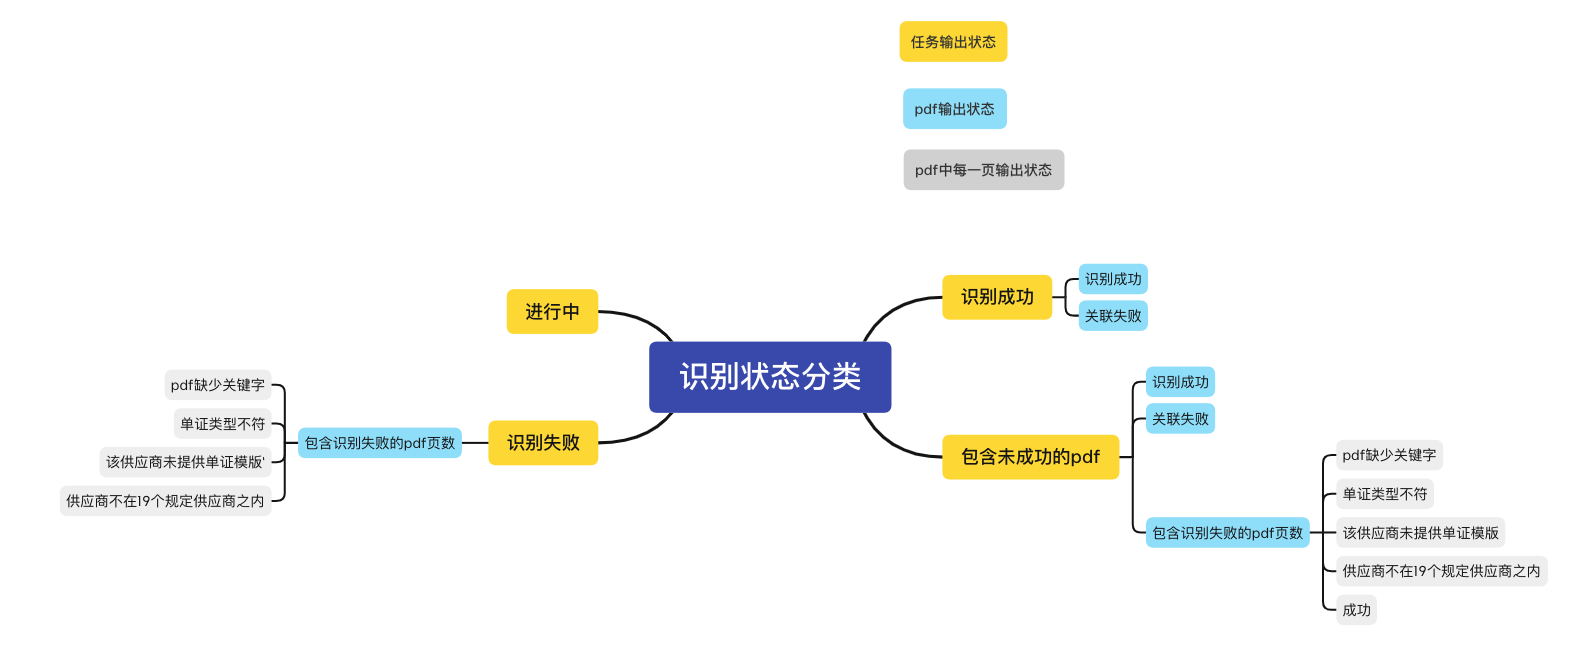 任务输出状态
pdf输出状态
pdf中每一页输出状态
识别状态分类
进行中
识别失败
包含识别失败的pdf页数
pdf缺少关键字
单证类型不符
该供应商未提供单证模版'
供应商不在19个规定供应商之内
识别成功
识别成功
关联失败
包含未成功的pdf
识别成功
关联失败
包含识别失败的pdf页数
pdf缺少关键字
单证类型不符
该供应商未提供单证模版
供应商不在19个规定供应商之内
成功